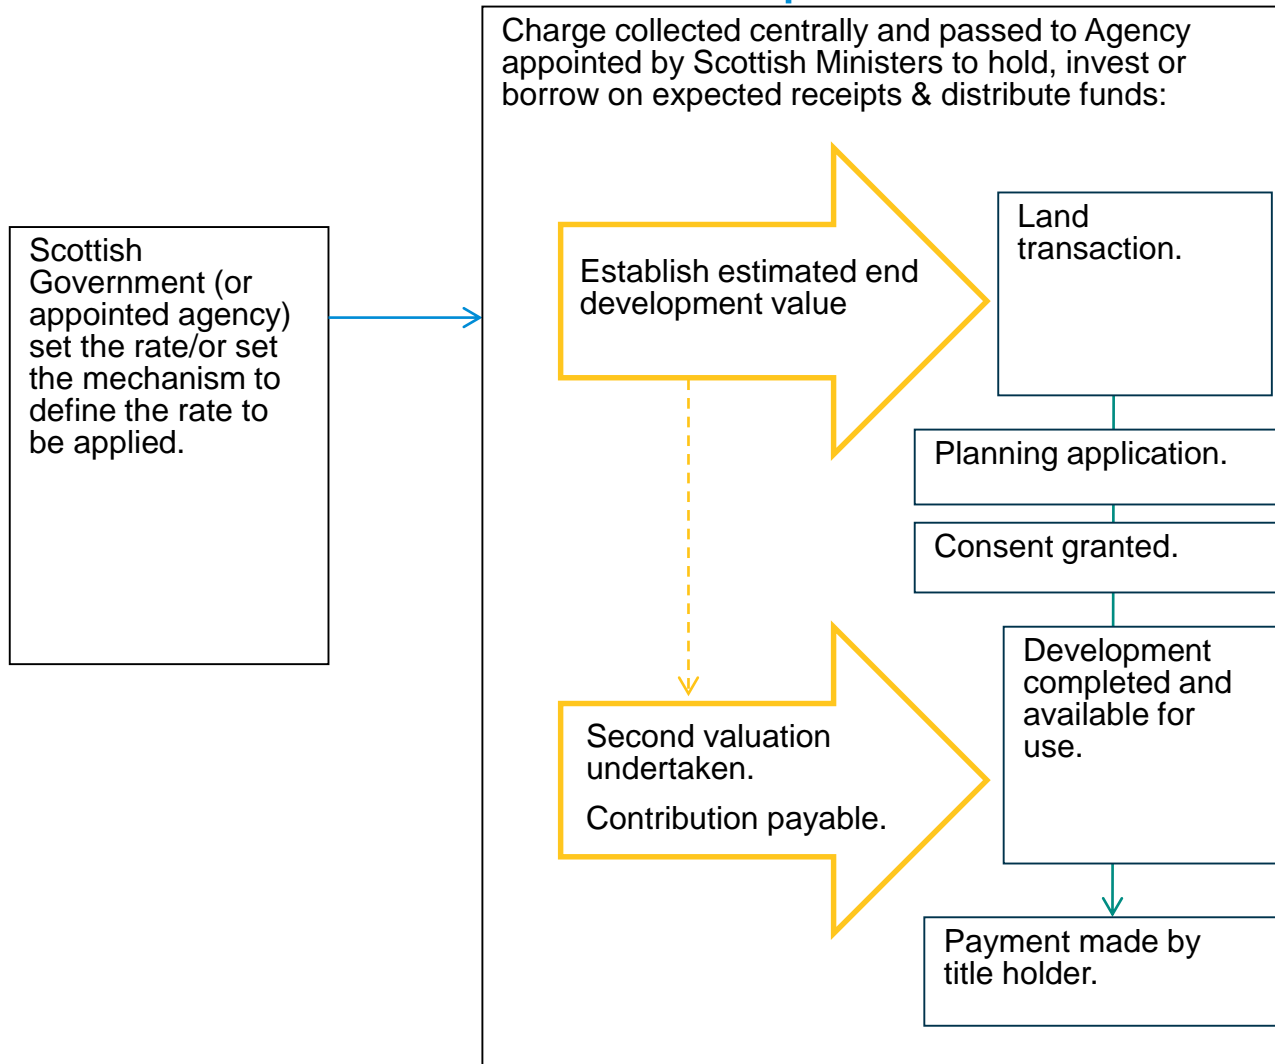 Charge collected centrally and passed to Agency
appointed by Scottish Ministers to hold, invest or
borrow on expected receipts & distribute funds:
Scottish
Government (or
appointed agency)
set the rate/or set
the mechanism to
define the rate to
be applied.
Establish estimated end
development value
Land
transaction.
Planning application.
Consent granted.
Second valuation
undertaken.
Contribution payable.
Development
completed and
available for
use.
Payment made by
title holder.